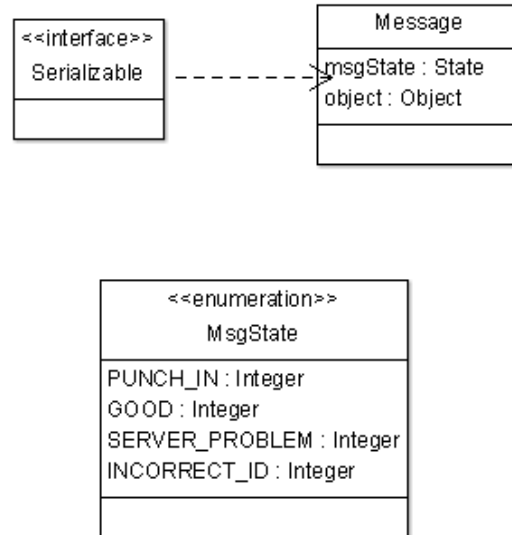 <<interface>>
Serializable
Message
msgState : State
object : Object
<<enumeration>>
MsgState
PUNCH_IN : Integer
GOOD : Integer
SERVER_PROBLEM : Integer
INCORRECT_ID : Integer